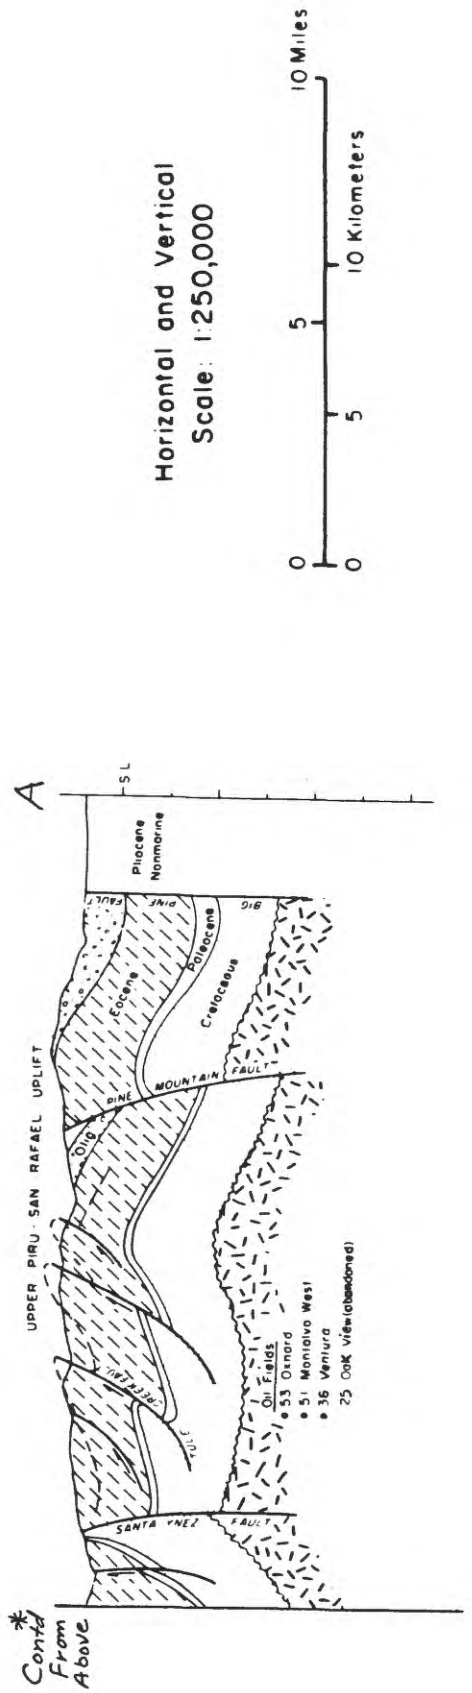 * Contd
From
Above
UPPER PIRU - SAN RAFAEL UPLIFT
A
S L
SANTA YNEZ FAULT
TULE CREEK FAULT
"Olig"
PINE MOUNTAIN FAULT
Eocene
Paleocene
Cretaceous
BIG PINE FAULT
Pliocene
Nonmarine
Oil Fields
• 53 Oxnard
• 51 Montalvo West
• 36 Ventura
25 Oak View(abandoned)
Horizontal and Vertical
Scale: 1:250,000
0 5 10 Miles
0 5 10 Kilometers